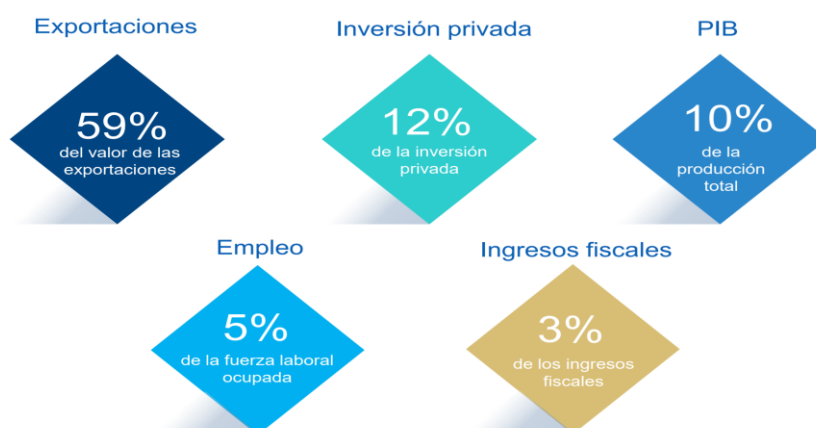 Exportaciones
59%
del valor de las
exportaciones
Inversión privada
12%
de la inversión
privada
PIB
10%
de la
producción
total
Empleo
5%
de la fuerza laboral
ocupada
Ingresos fiscales
3%
de los ingresos
fiscales